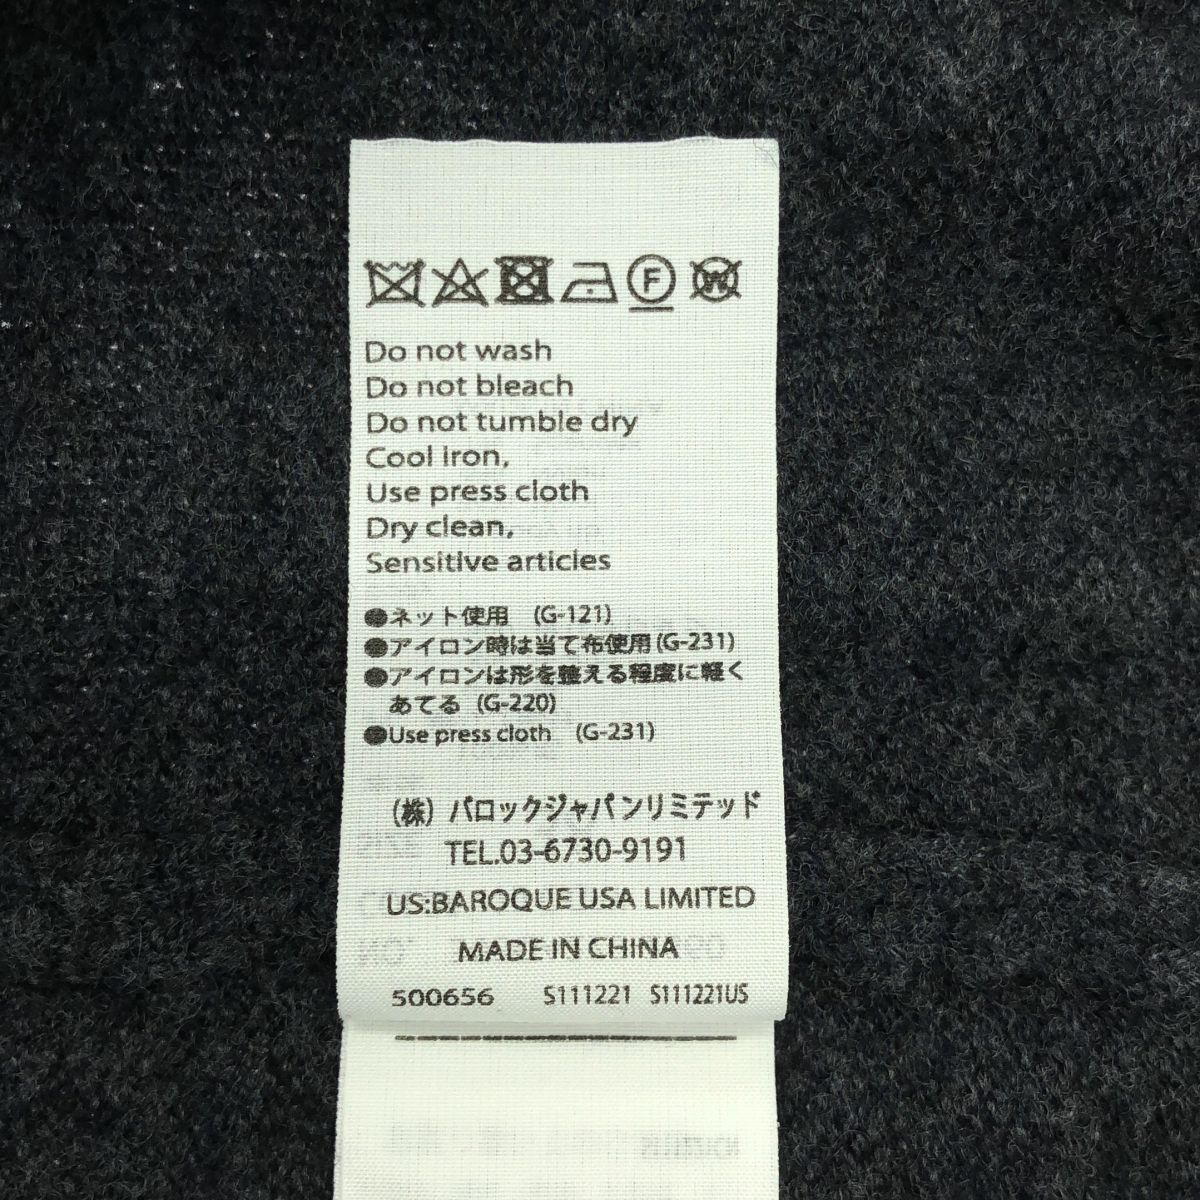 F W
Do not wash
Do not bleach
Do not tumble dry
Cool iron,
Use press cloth
Dry clean,
Sensitive articles
●ネット使用 (G-121)
●アイロン時は当て布使用(G-231)
●アイロンは形を整える程度に軽く
あてる (G-220)
●Use press cloth (G-231)
(株) バロックジャパンリミテッド
TEL.03-6730-9191
US:BAROQUE USA LIMITED
MADE IN CHINA
500656 S111221 S111221US